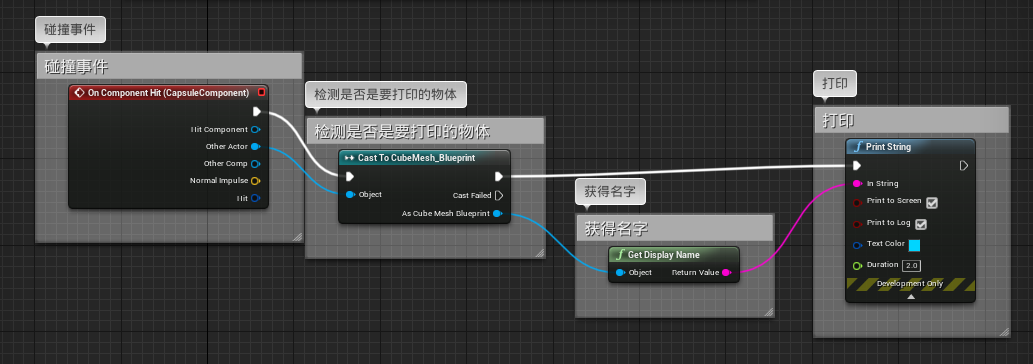 碰撞事件
碰撞事件
On Component Hit (CapsuleComponent)
Hit Component
Other Actor
Other Comp
Normal Impulse
Hit
检测是否是要打印的物体
检测是否是要打印的物体
Cast To CubeMesh_Blueprint
Object
Cast Failed
As Cube Mesh Blueprint
获得名字
获得名字
Get Display Name
Object
Return Value
打印
打印
Print String
In String
Print to Screen
Print to Log
Text Color
Duration 2.0
Development Only